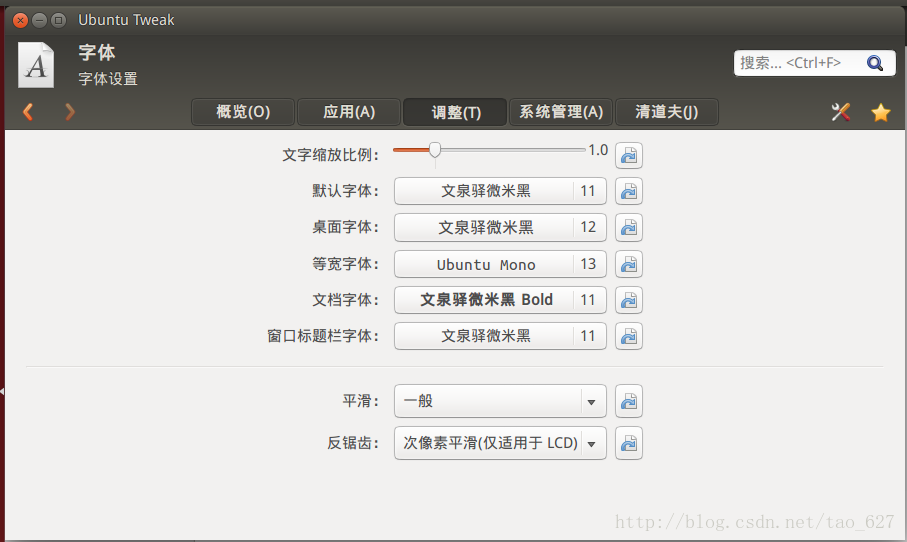 Ubuntu Tweak
字体
字体设置
搜索... <Ctrl+F>
概览(O) 应用(A) 调整(T) 系统管理(A) 清道夫(J)
文字缩放比例： 1.0
默认字体： 文泉驿微米黑 11
桌面字体： 文泉驿微米黑 12
等宽字体： Ubuntu Mono 13
文档字体： 文泉驿微米黑 Bold 11
窗口标题栏字体： 文泉驿微米黑 11
平滑： 一般
反锯齿： 次像素平滑(仅适用于 LCD)
http://blog.csdn.net/tao_627